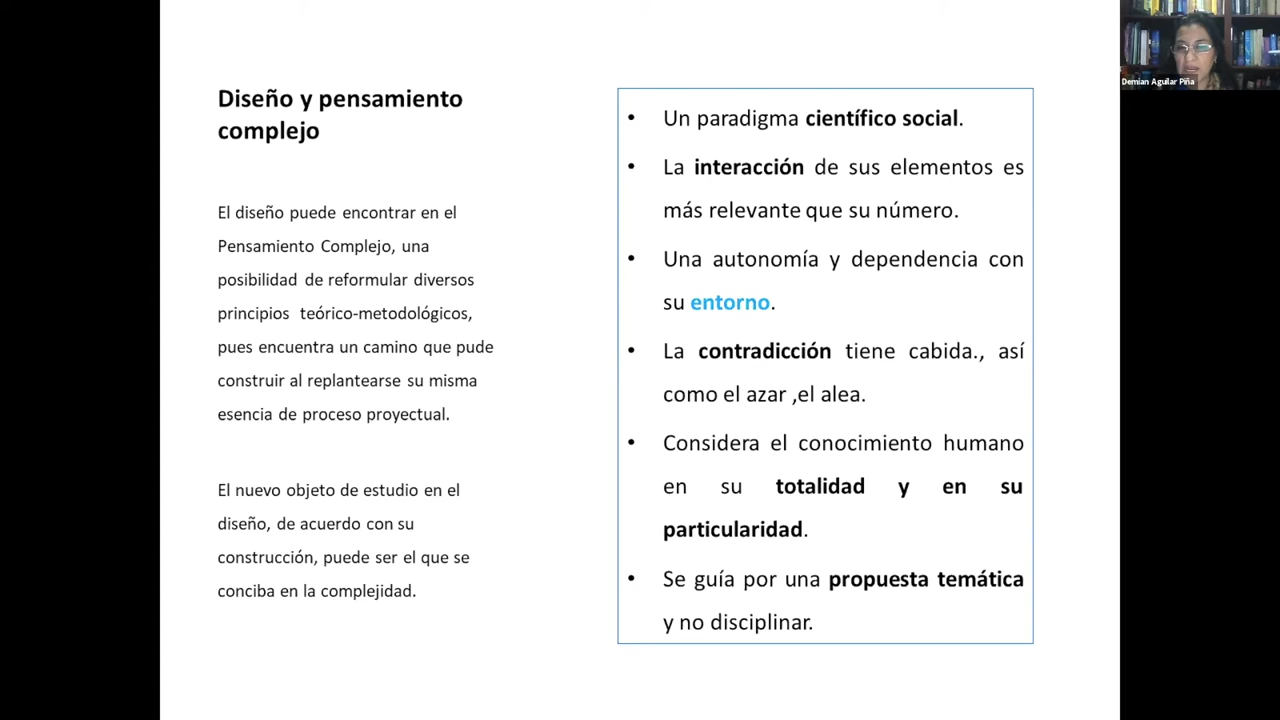 Diseño y pensamiento
complejo
El diseño puede encontrar en el
Pensamiento Complejo, una
posibilidad de reformular diversos
principios teórico-metodológicos,
pues encuentra un camino que pude
construir al replantearse su misma
esencia de proceso proyectual.
El nuevo objeto de estudio en el
diseño, de acuerdo con su
construcción, puede ser el que se
conciba en la complejidad.
• Un paradigma científico social.
• La interacción de sus elementos es
más relevante que su número.
• Una autonomía y dependencia con
su entorno.
• La contradicción tiene cabida., así
como el azar ,el alea.
• Considera el conocimiento humano
en su totalidad y en su
particularidad.
• Se guía por una propuesta temática
y no disciplinar.
Demian Aguilar Piña